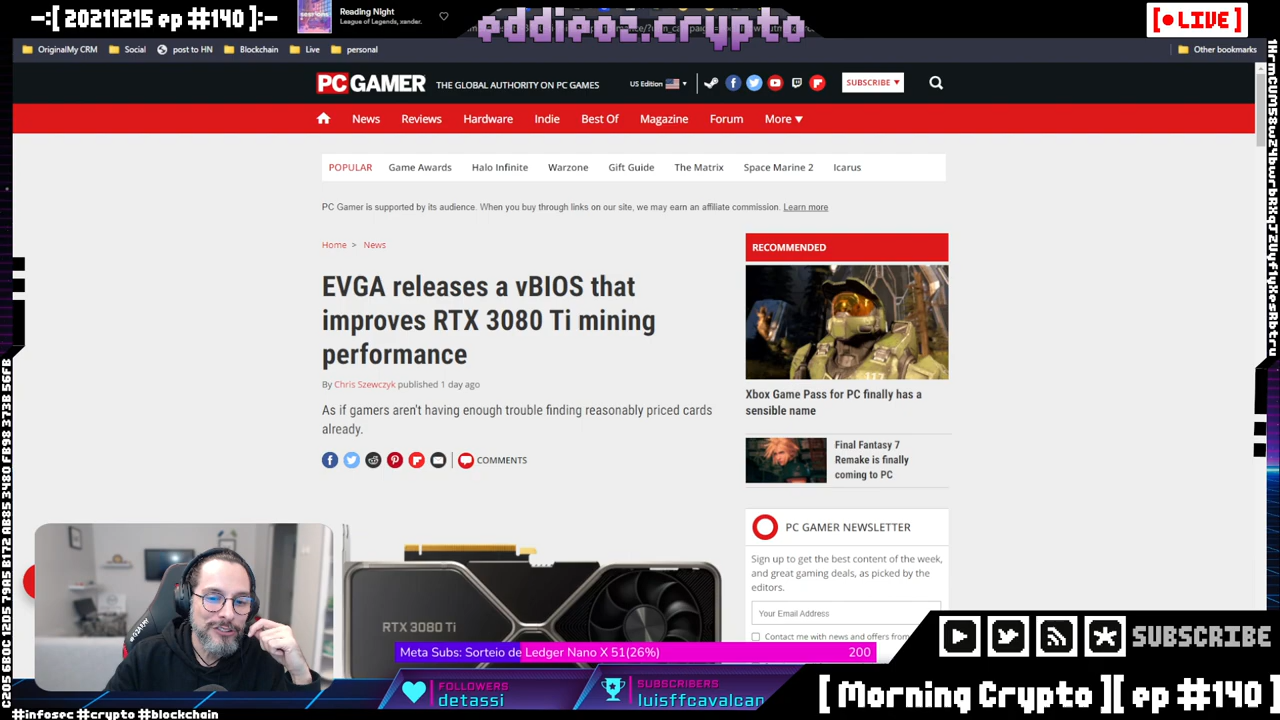 -:[ 20211215 ep #140 ]:-
Reading Night
League of Legends, xander.
eddieoz.crypto
[ LIVE ]
OriginalMy CRM
Social
post to HN
Blockchain
Live
personal
Other bookmarks
PC GAMER THE GLOBAL AUTHORITY ON PC GAMES
US Edition
SUBSCRIBE
News Reviews Hardware Indie Best Of Magazine Forum More
POPULAR Game Awards Halo Infinite Warzone Gift Guide The Matrix Space Marine 2 Icarus
PC Gamer is supported by its audience. When you buy through links on our site, we may earn an affiliate commission. Learn more
Home > News
EVGA releases a vBIOS that
improves RTX 3080 Ti mining
performance
By Chris Szewczyk published 1 day ago
As if gamers aren't having enough trouble finding reasonably priced cards
already.
COMMENTS
RTX 3080 Ti
RECOMMENDED
Xbox Game Pass for PC finally has a
sensible name
Final Fantasy 7
Remake is finally
coming to PC
PC GAMER NEWSLETTER
Sign up to get the best content of the week,
and great gaming deals, as picked by the
editors.
Your Email Address
Contact me with news and offers from
Meta Subs: Sorteio de Ledger Nano X 51(26%) 200
FOLLOWERS
detassi
SUBSCRIBERS
luisffcavalcan
SUBSCRIBE
[ Morning Crypto ][ ep #140 ]
#infosec #crypto #blockchain